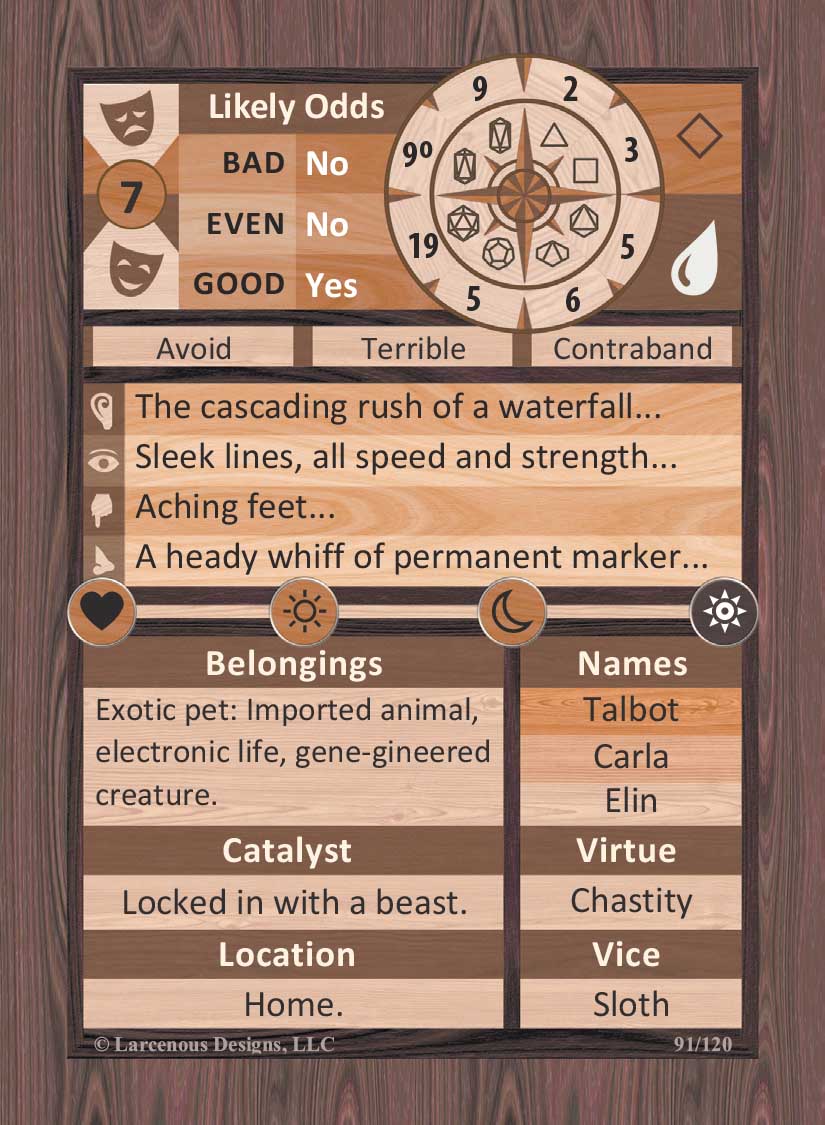 Likely Odds
7
BAD No
EVEN No
GOOD Yes
9 2
9º 3
19 5
5 6
Avoid Terrible Contraband
The cascading rush of a waterfall...
Sleek lines, all speed and strength...
Aching feet...
A heady whiff of permanent marker...
Belongings
Exotic pet: Imported animal,
electronic life, gene-gineered
creature.
Catalyst
Locked in with a beast.
Location
Home.
Names
Talbot
Carla
Elin
Virtue
Chastity
Vice
Sloth
© Larcenous Designs, LLC
91/120